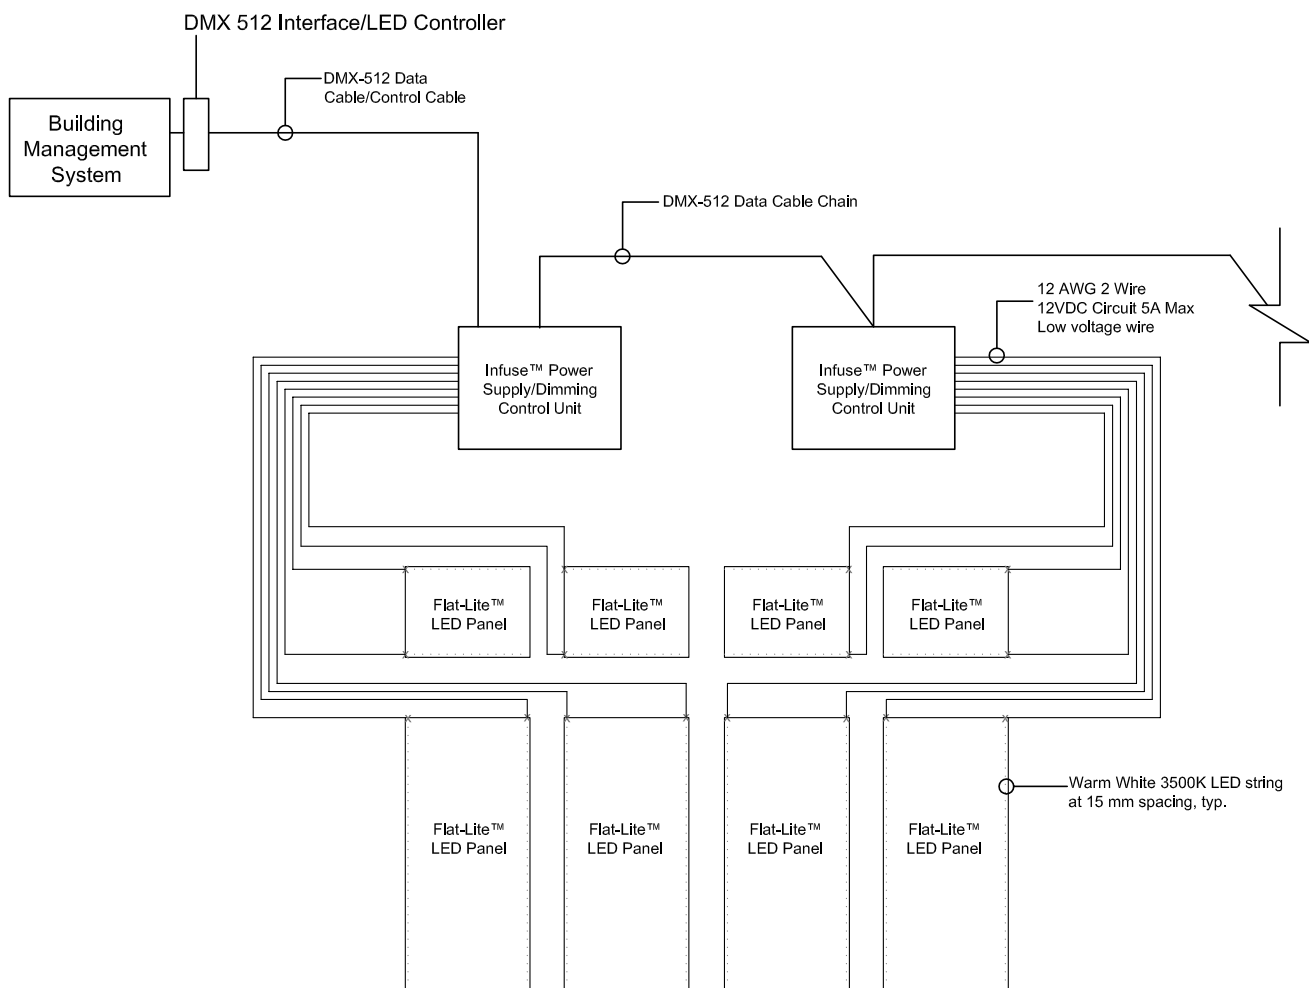 DMX 512 Interface/LED Controller
DMX-512 Data
Cable/Control Cable
Building
Management
System
DMX-512 Data Cable Chain
12 AWG 2 Wire
12VDC Circuit 5A Max
Low voltage wire
Infuse™ Power
Supply/Dimming
Control Unit
Infuse™ Power
Supply/Dimming
Control Unit
Flat-Lite™
LED Panel
Flat-Lite™
LED Panel
Flat-Lite™
LED Panel
Flat-Lite™
LED Panel
Warm White 3500K LED string
at 15 mm spacing, typ.
Flat-Lite™
LED Panel
Flat-Lite™
LED Panel
Flat-Lite™
LED Panel
Flat-Lite™
LED Panel